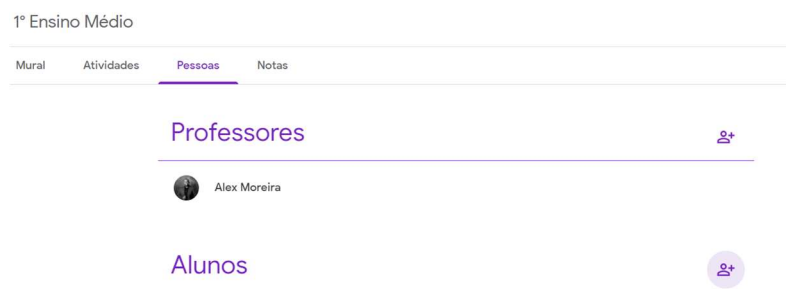 1° Ensino Médio
Mural Atividades Pessoas Notas
Professores
Alex Moreira
Alunos